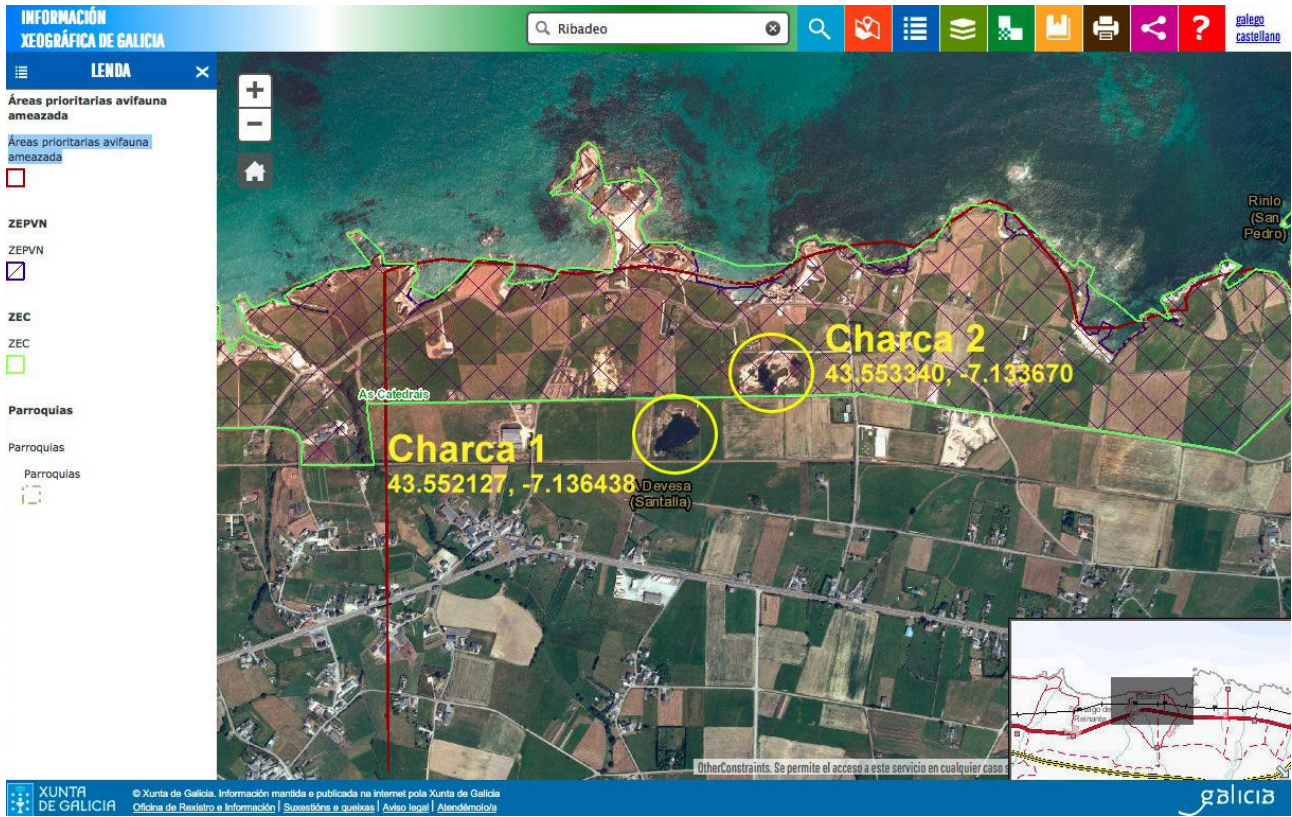 INFORMACIÓN
XEOGRÁFICA DE GALICIA
Ribadeo
?
galego
castellano
LENDA
Áreas prioritarias avifauna
ameazada
Áreas prioritarias avifauna
ameazada
ZEPVN
ZEPVN
ZEC
ZEC
Parroquias
Parroquias
Parroquias
+
−
Rinlo
(San
Pedro)
Charca 2
43.553340, -7.133670
As Catedrais
Charca 1
43.552127, -7.136438
A Devesa
(Santalla)
Reinante
OtherConstraints. Se permite el acceso a este servicio en cualquier caso s
XUNTA
DE GALICIA
© Xunta de Galicia. Información mantida e publicada na internet pola Xunta de Galicia
Oficina de Rexistro e Información | Suxestións e queixas | Aviso legal | Atendémolo/a
galicia